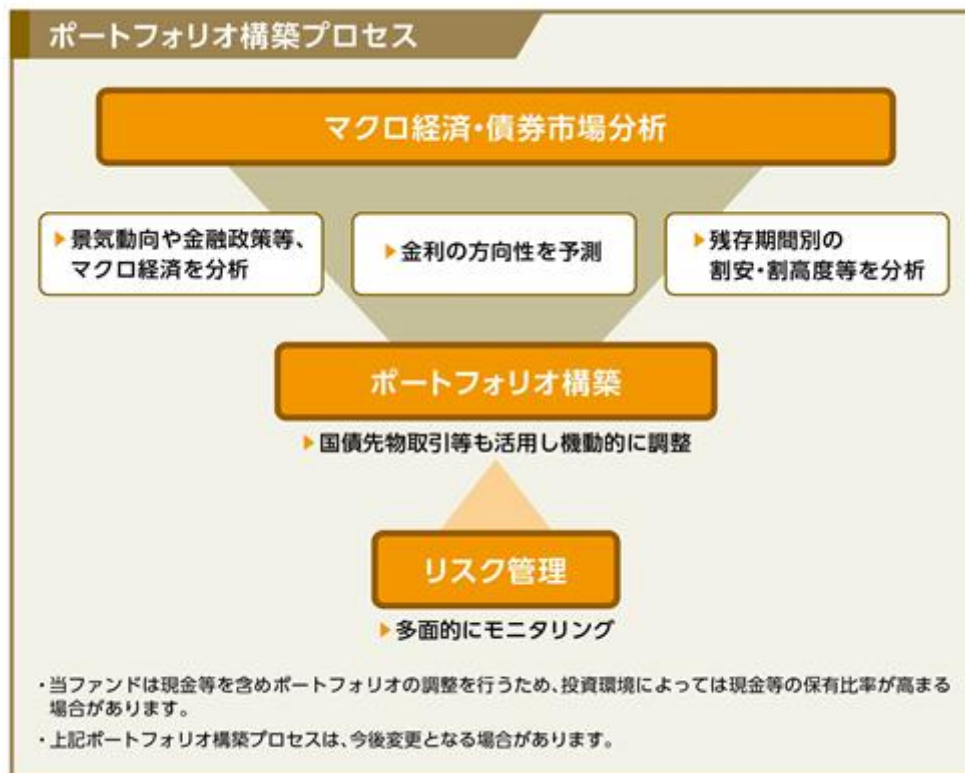 ポートフォリオ構築プロセス
マクロ経済・債券市場分析
▶景気動向や金融政策等、
マクロ経済を分析
▶金利の方向性を予測
▶残存期間別の
割安・割高度等を分析
ポートフォリオ構築
▶国債先物取引等も活用し機動的に調整
リスク管理
▶多面的にモニタリング
・当ファンドは現金等を含めポートフォリオの調整を行うため、投資環境によっては現金等の保有比率が高まる
場合があります。
・上記ポートフォリオ構築プロセスは、今後変更となる場合があります。